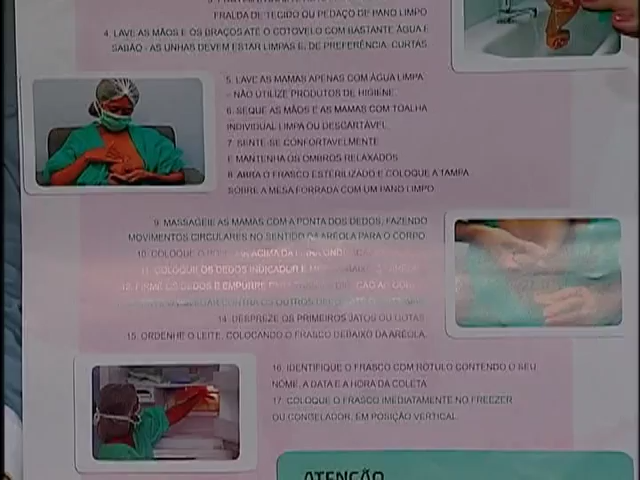 FRALDA DE TECIDO OU PEDAÇO DE PANO LIMPO
4. LAVE AS MÃOS E OS BRAÇOS ATÉ O COTOVELO COM BASTANTE ÁGUA E
SABÃO - AS UNHAS DEVEM ESTAR LIMPAS E, DE PREFERÊNCIA, CURTAS
5. LAVE AS MAMAS APENAS COM ÁGUA LIMPA
- NÃO UTILIZE PRODUTOS DE HIGIENE
6. SEQUE AS MÃOS E AS MAMAS COM TOALHA
INDIVIDUAL LIMPA OU DESCARTÁVEL
7. SENTE-SE CONFORTAVELMENTE
E MANTENHA OS OMBROS RELAXADOS
8. ABRA O FRASCO ESTERILIZADO E COLOQUE A TAMPA
SOBRE A MESA FORRADA COM UM PANO LIMPO
9. MASSAGEIE AS MAMAS COM A PONTA DOS DEDOS, FAZENDO
MOVIMENTOS CIRCULARES NO SENTIDO DA ARÉOLA PARA O CORPO
10. COLOQUE O ACIMA DA
11. COLOQUE OS DEDOS INDICADOR E
12. FIRME OS DEDOS E EMPURRE
CONTRA OS OUTROS
14. DESPREZE OS PRIMEIROS JATOS OU GOTAS
15. ORDENHE O LEITE, COLOCANDO O FRASCO DEBAIXO DA ARÉOLA
16. IDENTIFIQUE O FRASCO COM RÓTULO CONTENDO O SEU
NOME, A DATA E A HORA DA COLETA
17. COLOQUE O FRASCO IMEDIATAMENTE NO FREEZER
OU CONGELADOR, EM POSIÇÃO VERTICAL
ATENÇÃO